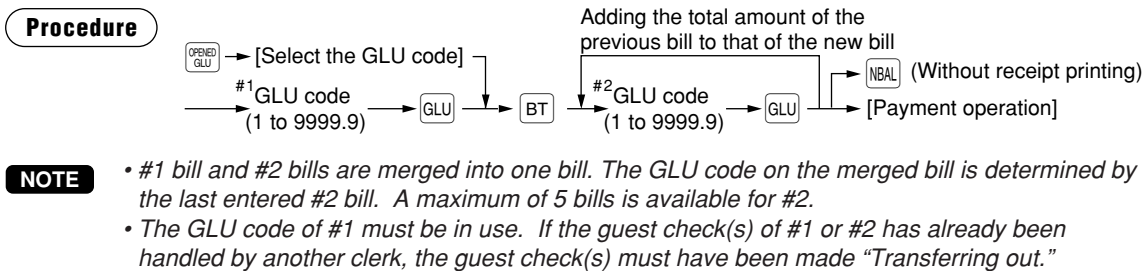 Procedure
Adding the total amount of the
previous bill to that of the new bill
OPENED
GLU
[Select the GLU code]
NBAL (Without receipt printing)
#1GLU code
(1 to 9999.9)
GLU
BT
#2GLU code
(1 to 9999.9)
GLU
[Payment operation]
NOTE
• #1 bill and #2 bills are merged into one bill. The GLU code on the merged bill is determined by
the last entered #2 bill. A maximum of 5 bills is available for #2.
• The GLU code of #1 must be in use. If the guest check(s) of #1 or #2 has already been
handled by another clerk, the guest check(s) must have been made “Transferring out.”